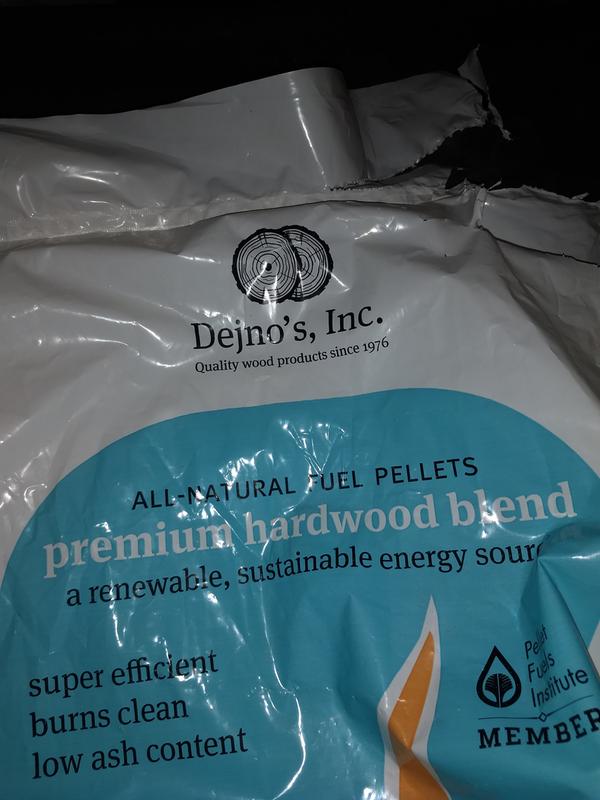 Dejno's, Inc.
Quality wood products since 1976
ALL-NATURAL FUEL PELLETS
premium hardwood blend
a renewable, sustainable energy source
super efficient
burns clean
low ash content
Pellet
Fuels
Institute
MEMBER